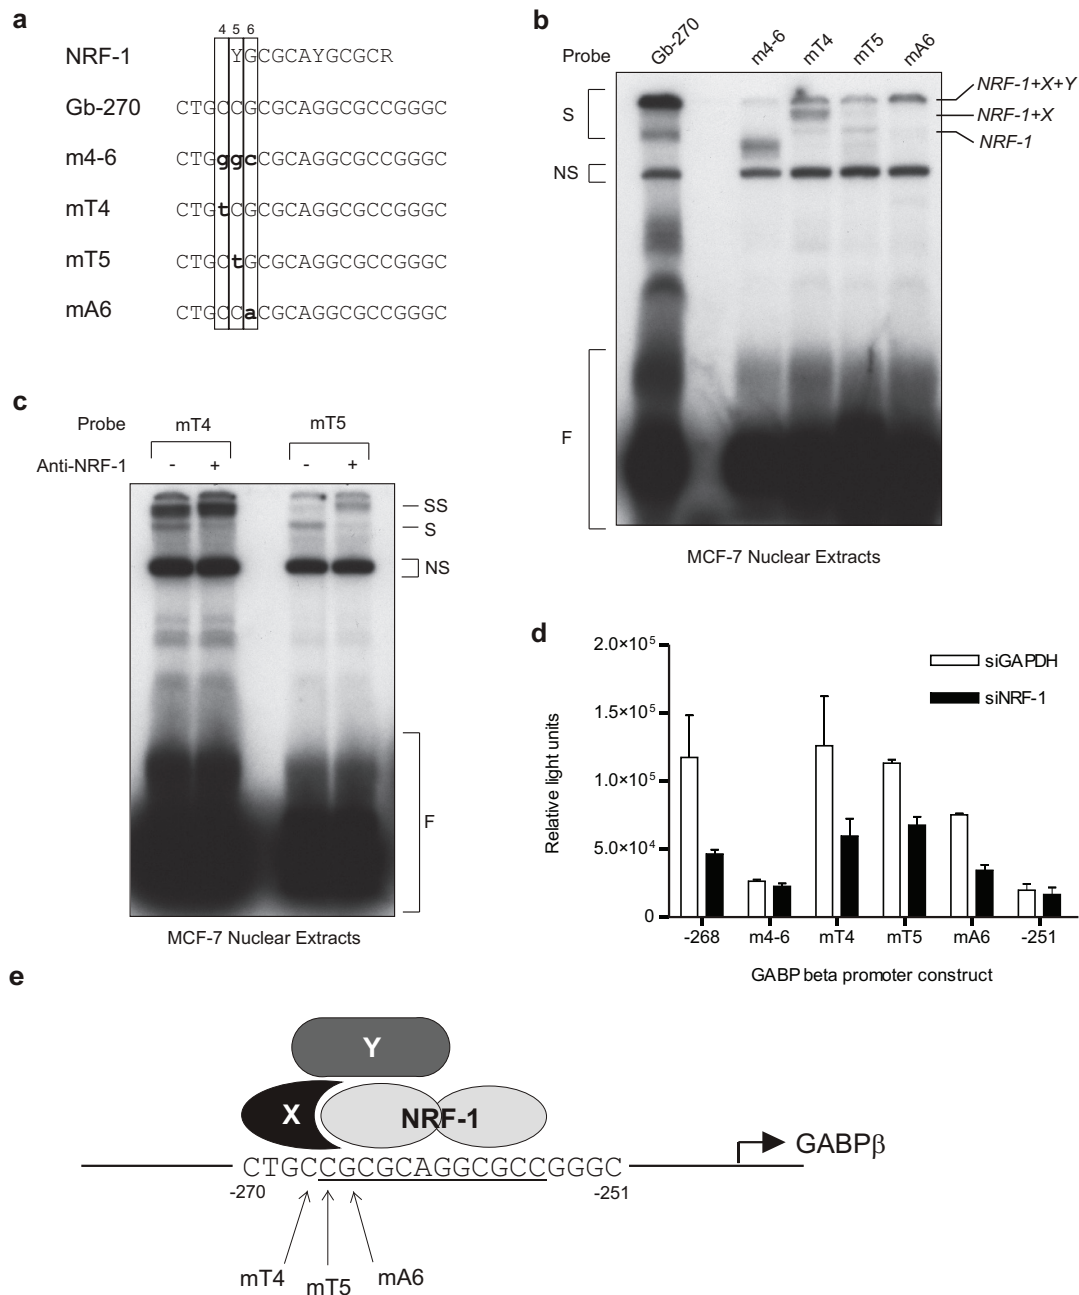 a
4 5 6
NRF-1 YGCGCAYGCGCR
Gb-270 CTGCCGCGCAGGCGCCGGGC
m4-6 CTGggcCGCAGGCGCCGGGC
mT4 CTGtCGCGCAGGCGCCGGGC
mT5 CTGCtGCGCAGGCGCCGGGC
mA6 CTGCCaCGCAGGCGCCGGGC
b
Probe Gb-270 m4-6 mT4 mT5 mA6
S
NS
F
NRF-1+X+Y
NRF-1+X
NRF-1
MCF-7 Nuclear Extracts
c
Probe mT4 mT5
Anti-NRF-1 - + - +
SS
S
NS
F
MCF-7 Nuclear Extracts
d
Relative light units
2.0×10⁵
1.5×10⁵
1.0×10⁵
5.0×10⁴
0
siGAPDH
siNRF-1
-268 m4-6 mT4 mT5 mA6 -251
GABP beta promoter construct
e
Y
X NRF-1
CTGCCGCGCAGGCGCCGGGC
GABPβ
-270 -251
mT4 mT5 mA6